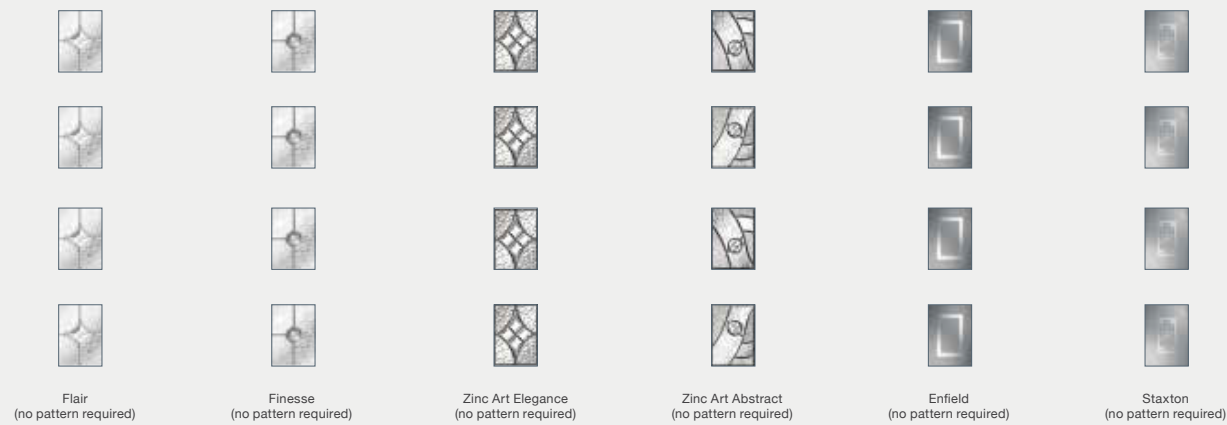 Flair
(no pattern required)
Finesse
(no pattern required)
Zinc Art Elegance
(no pattern required)
Zinc Art Abstract
(no pattern required)
Enfield
(no pattern required)
Staxton
(no pattern required)